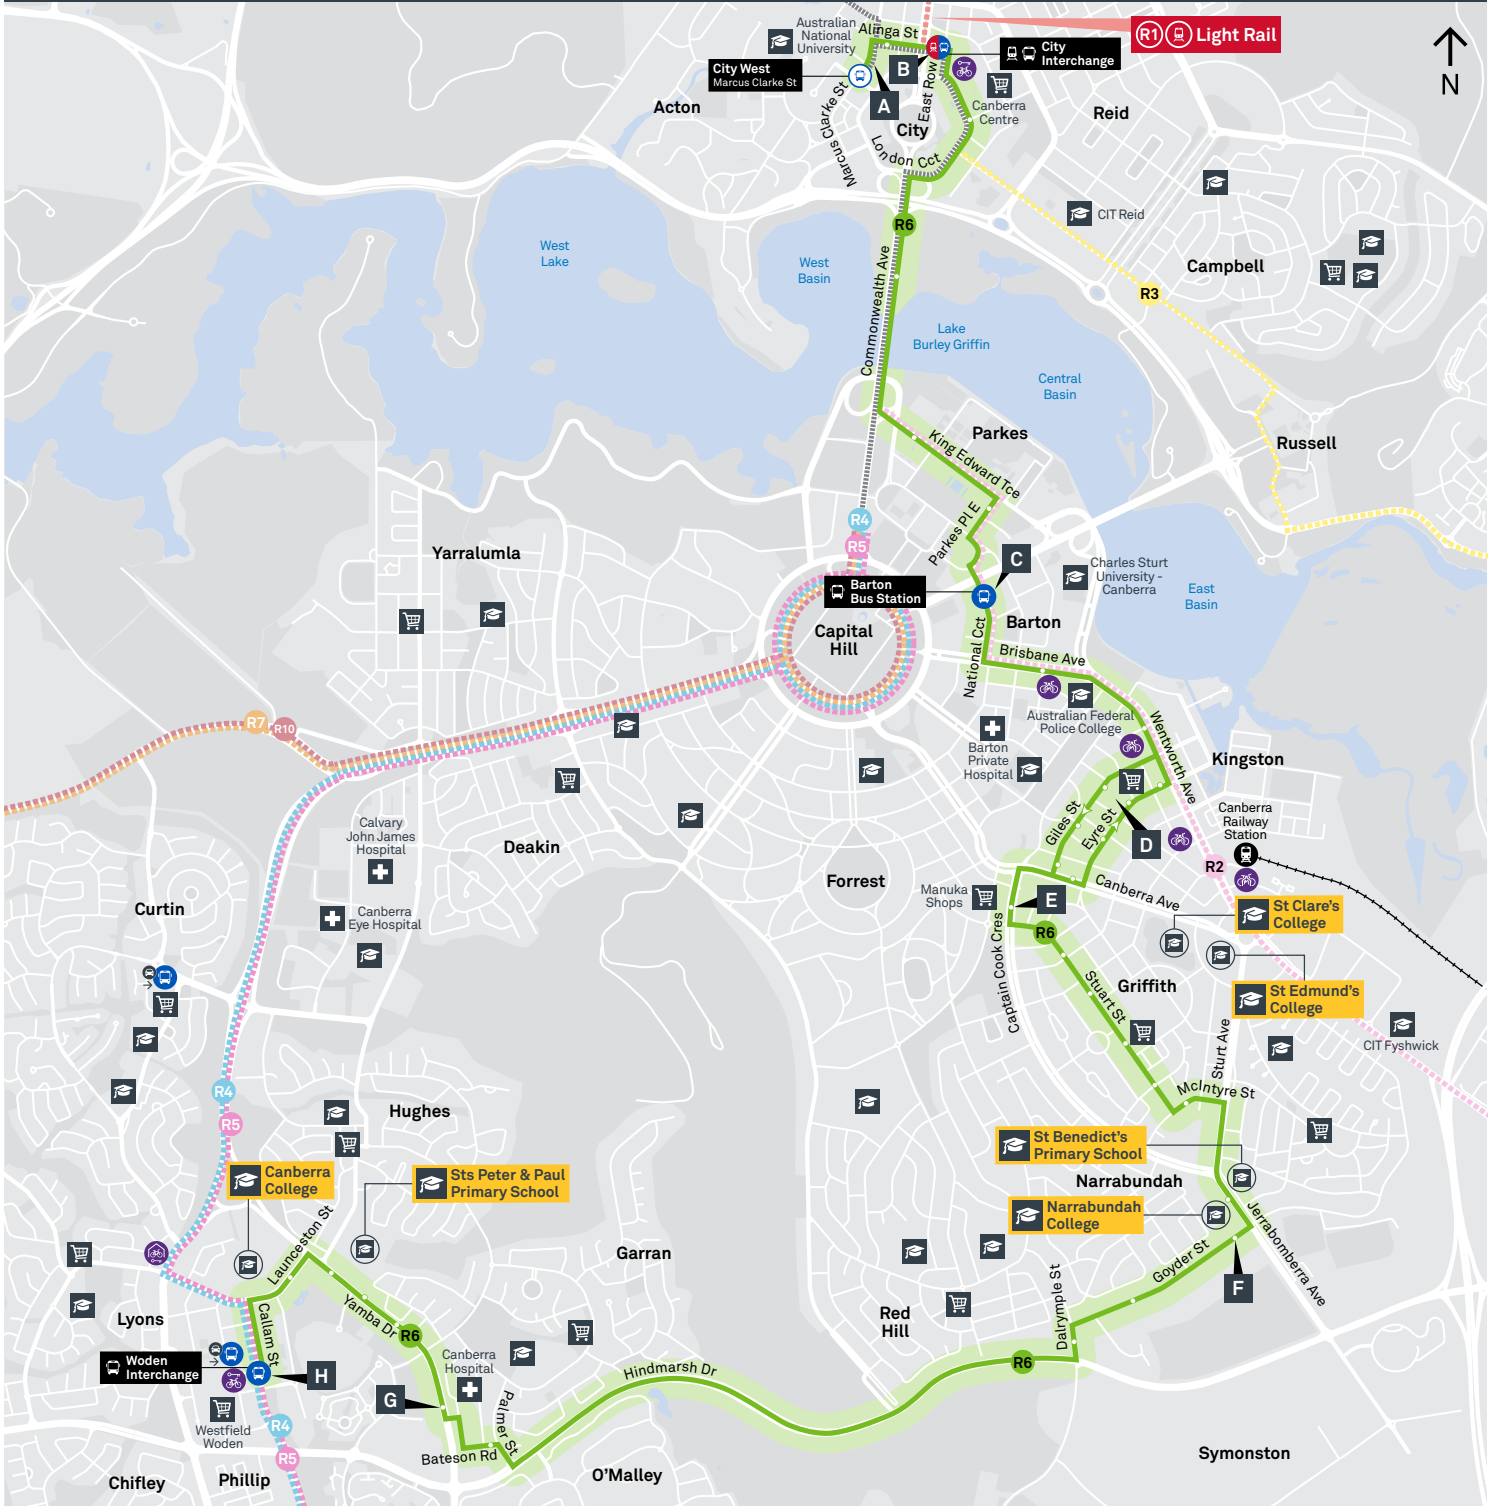 Australian
National
University
Alinga St
R1 Light Rail
City
Interchange
N
City West
Marcus Clarke St
B
A
East Row
Canberra
Centre
Acton
Reid
City
Marcus Clarke St
London Cct
CIT Reid
R6
West
Lake
West
Basin
Campbell
R3
Commonwealth Ave
Lake
Burley Griffin
Central
Basin
King Edward Tce
Parkes
Russell
R4
R5
Parkes Pl E
Yarralumla
C
Charles Sturt
University -
Canberra
East
Basin
Barton
Bus Station
Capital
Hill
Barton
National Cct
Brisbane Ave
R7
R10
Australian Federal
Police College
Wentworth Ave
Barton
Private
Hospital
Kingston
Canberra
Railway
Station
Giles St
Eyre St
D
R2
Calvary
John James
Hospital
Deakin
Forrest
Manuka
Shops
E
Canberra Ave
St Clare's
College
Curtin
Canberra
Eye Hospital
R6
Captain Cook Cres
Stuart St
Griffith
St Edmund's
College
CIT Fyshwick
Sturt Ave
McIntyre St
R4
R5
Hughes
St Benedict's
Primary School
Canberra
College
Sts Peter & Paul
Primary School
Narrabundah
Narrabundah
College
Launceston St
Garran
Jerrabomberra Ave
Goyder St
F
Dalrymple St
Red
Hill
Lyons
Callam St
Yamba Dr
R6
Woden
Interchange
H
Canberra
Hospital
G
Hindmarsh Dr
R6
Westfield
Woden
R4
R5
Palmer St
Bateson Rd
Chifley
Phillip
O'Malley
Symonston